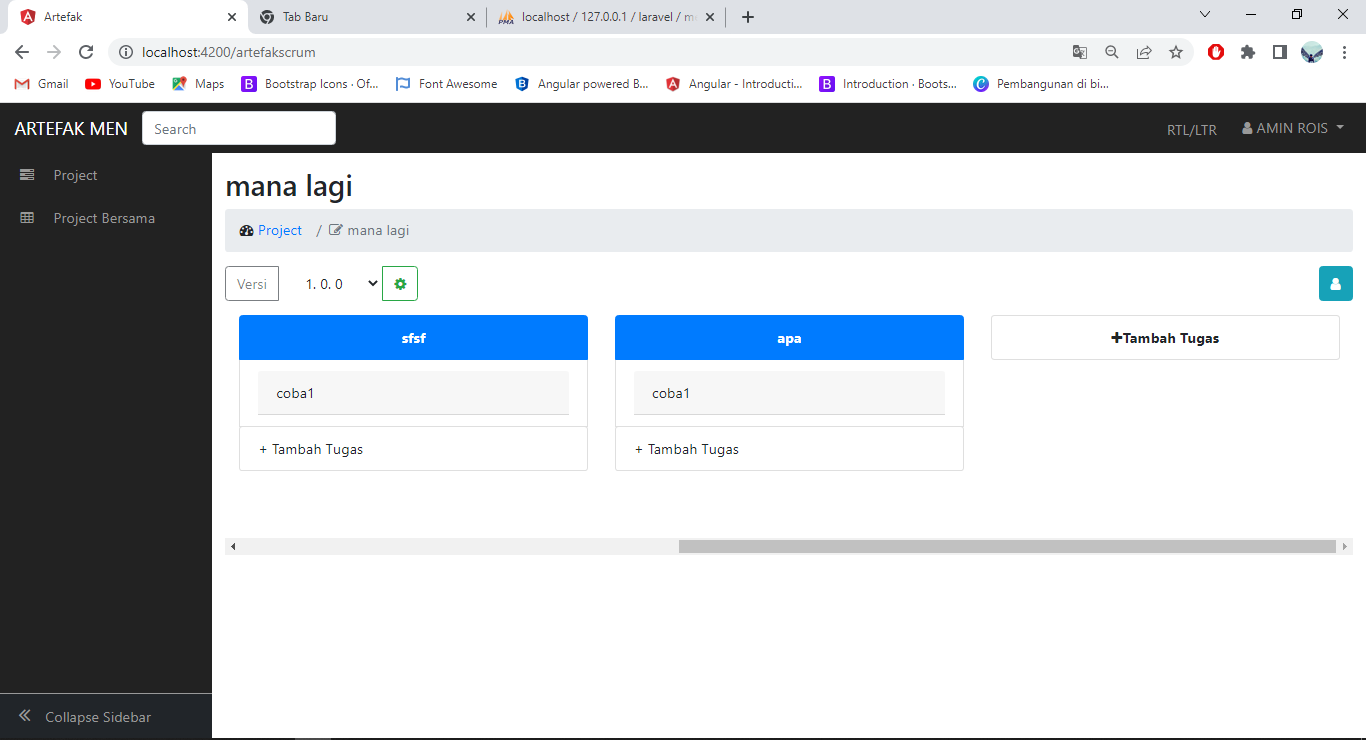 Artefak
Tab Baru
localhost / 127.0.0.1 / laravel / m
localhost:4200/artefakscrum
Gmail
YouTube
Maps
Bootstrap Icons · Of...
Font Awesome
Angular powered B...
Angular - Introducti...
Introduction · Boots...
Pembangunan di bi...
ARTEFAK MEN
Search
RTL/LTR
AMIN ROIS
Project
Project Bersama
mana lagi
Project / mana lagi
Versi
1. 0. 0
sfsf
apa
+Tambah Tugas
coba1
coba1
+ Tambah Tugas
+ Tambah Tugas
Collapse Sidebar